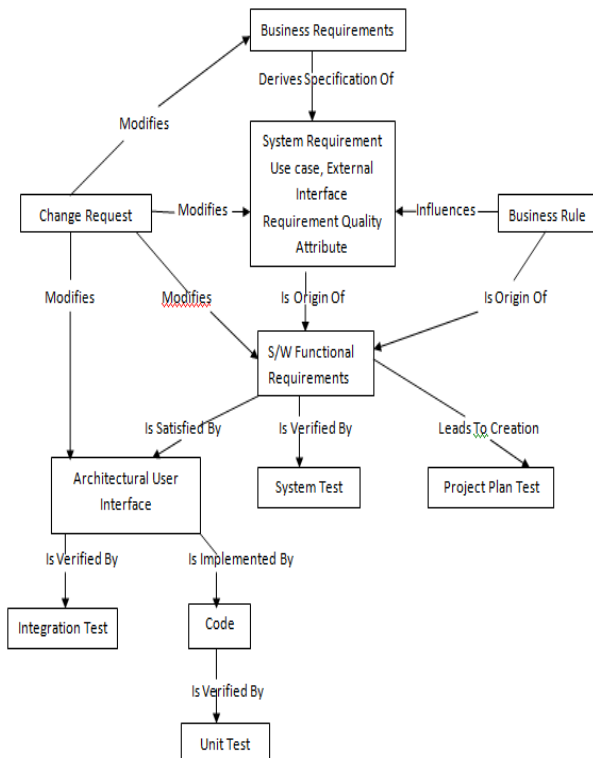 Business Requirements
Derives Specification Of
Modifies
System Requirement
Use case, External
Interface
Requirement Quality
Attribute
Change Request
Modifies
Influences
Business Rule
Modifies
Modifies
Is Origin Of
Is Origin Of
S/W Functional
Requirements
Is Satisfied By
Is Verified By
Leads To Creation
Architectural User
Interface
System Test
Project Plan Test
Is Verified By
Is Implemented By
Integration Test
Code
Is Verified By
Unit Test